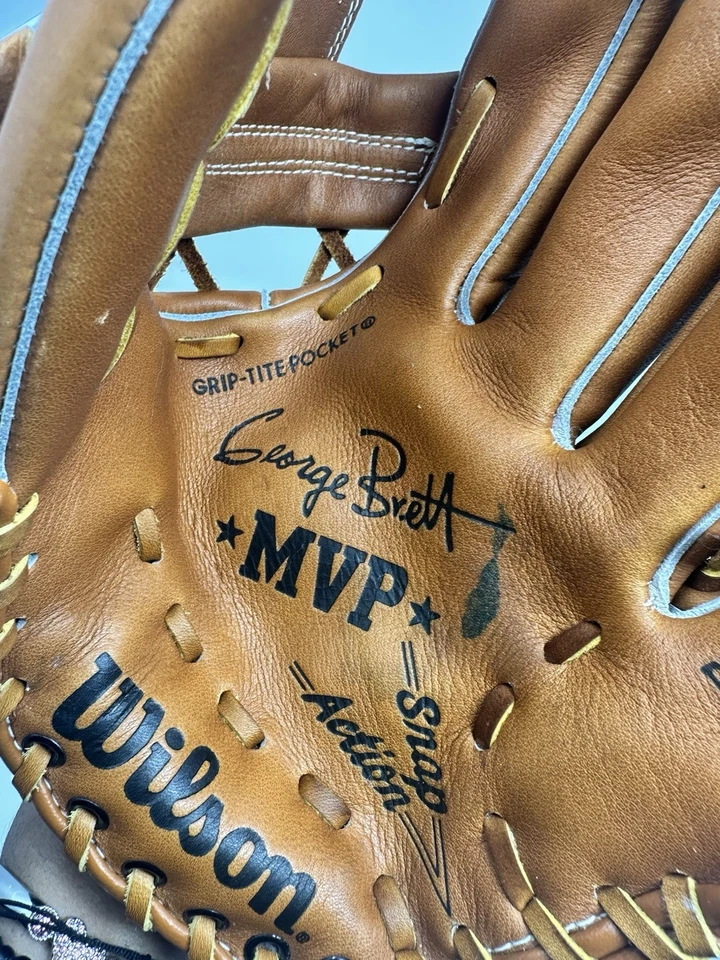 GRIP-TITE POCKET®
George Brett
★MVP★
Snap
Action
Wilson®